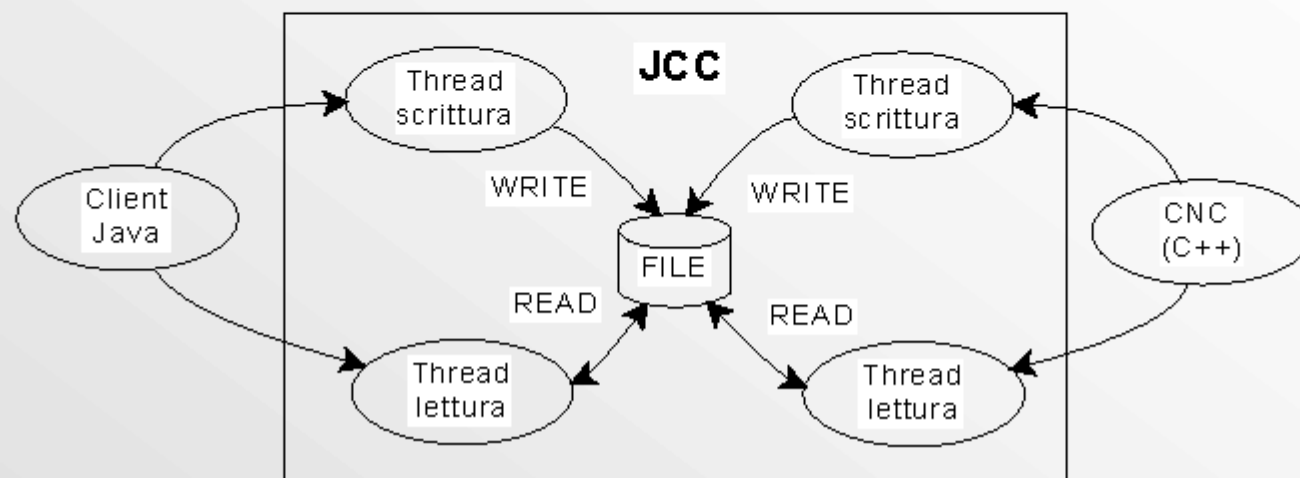 JCC
Thread
scrittura
Thread
scrittura
WRITE
WRITE
Client
Java
CNC
(C++)
FILE
READ
READ
Thread
lettura
Thread
lettura